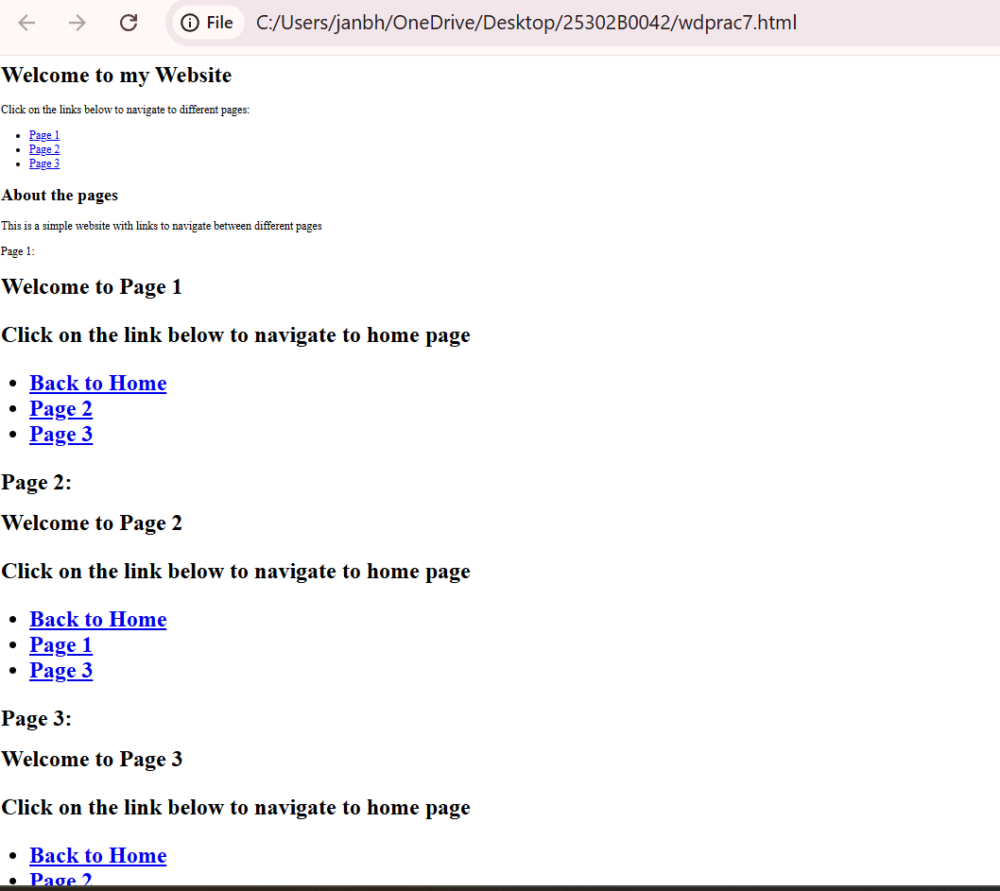 File C:/Users/janbh/OneDrive/Desktop/25302B0042/wdprac7.html
Welcome to my Website
Click on the links below to navigate to different pages:
Page 1
Page 2
Page 3
About the pages
This is a simple website with links to navigate between different pages
Page 1:
Welcome to Page 1
Click on the link below to navigate to home page
Back to Home
Page 2
Page 3
Page 2:
Welcome to Page 2
Click on the link below to navigate to home page
Back to Home
Page 1
Page 3
Page 3:
Welcome to Page 3
Click on the link below to navigate to home page
Back to Home
Page 2